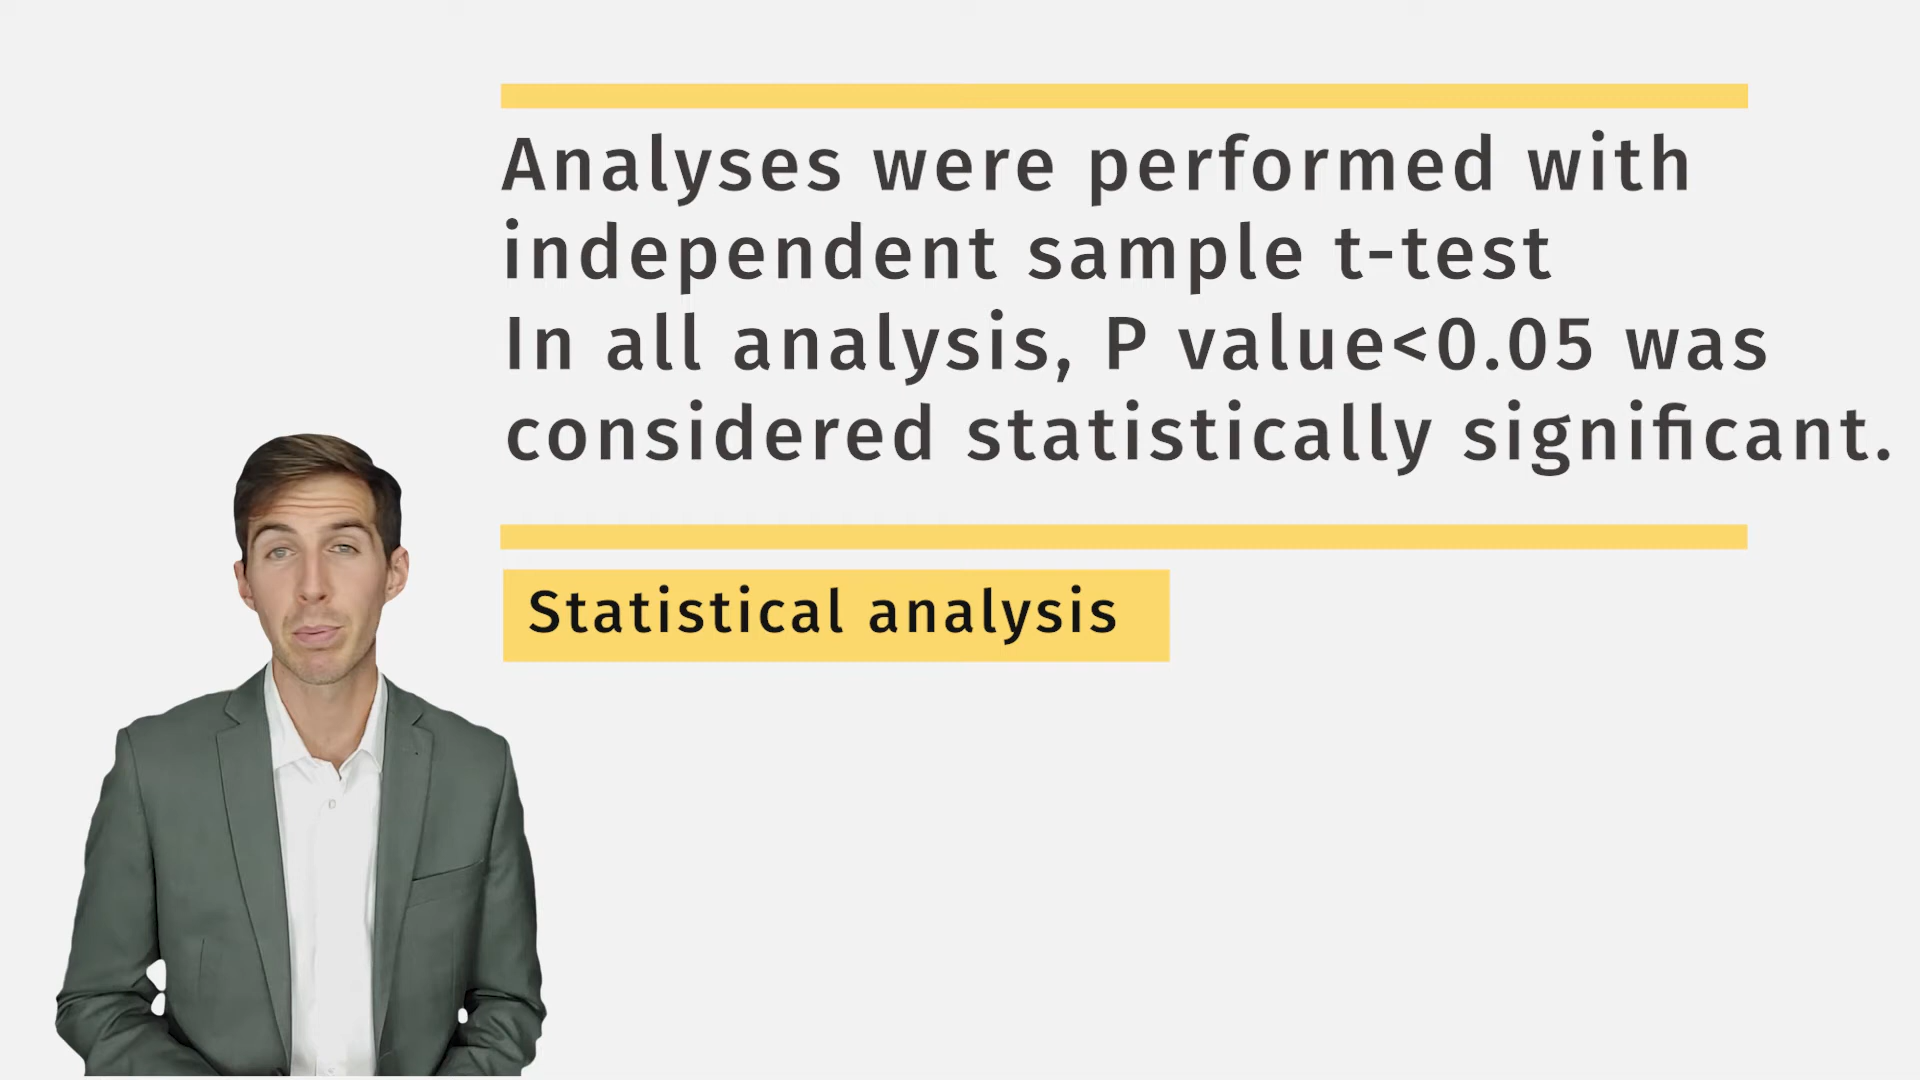 Analyses were performed with
independent sample t-test
In all analysis, P value<0.05 was
considered statistically significant.
Statistical analysis